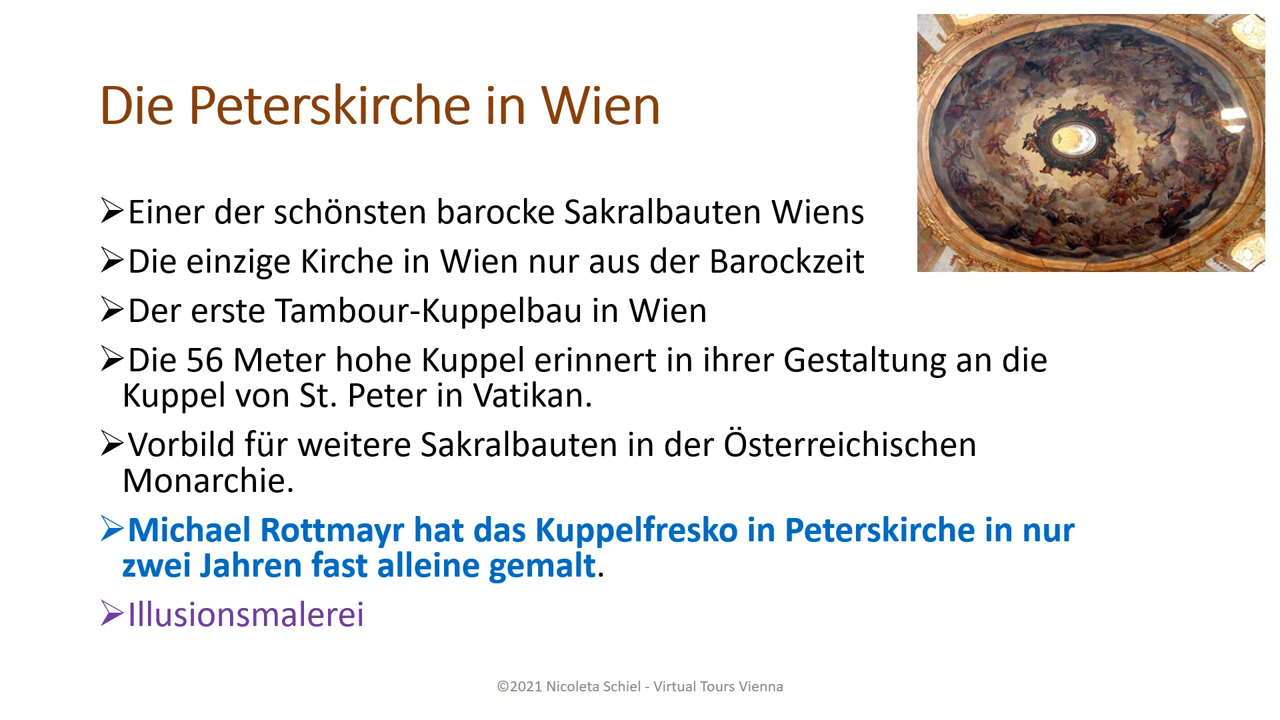 Die Peterskirche in Wien
➢Einer der schönsten barocke Sakralbauten Wiens
➢Die einzige Kirche in Wien nur aus der Barockzeit
➢Der erste Tambour-Kuppelbau in Wien
➢Die 56 Meter hohe Kuppel erinnert in ihrer Gestaltung an die
Kuppel von St. Peter in Vatikan.
➢Vorbild für weitere Sakralbauten in der Österreichischen
Monarchie.
➢Michael Rottmayr hat das Kuppelfresko in Peterskirche in nur
zwei Jahren fast alleine gemalt.
➢Illusionsmalerei
©2021 Nicoleta Schiel - Virtual Tours Vienna